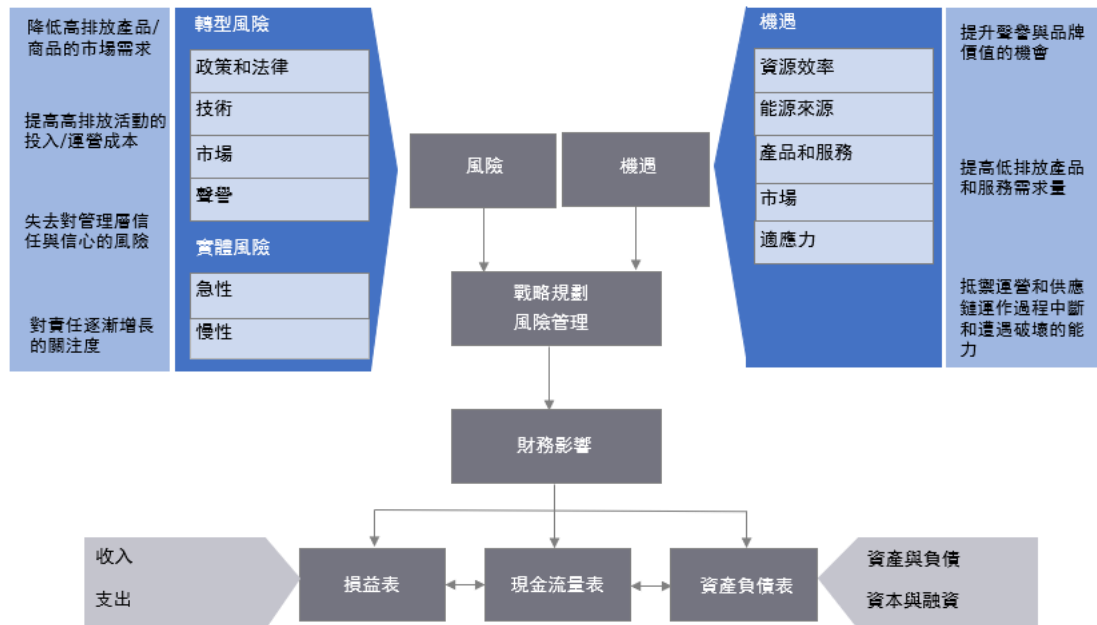 降低高排放產品/
商品的市場需求
提高高排放活動的
投入/運營成本
失去對管理層信
任與信心的風險
對責任逐漸增長
的關注度
轉型風險
政策和法律
技術
市場
聲譽
實體風險
急性
慢性
風險
機遇
戰略規劃
風險管理
財務影響
機遇
資源效率
能源來源
產品和服務
市場
適應力
提升聲譽與品牌
價值的機會
提高低排放產品
和服務需求量
抵禦運營和供應
鏈運作過程中斷
和遭遇破壞的能
力
收入
支出
損益表
現金流量表
資產負債表
資產與負債
資本與融資